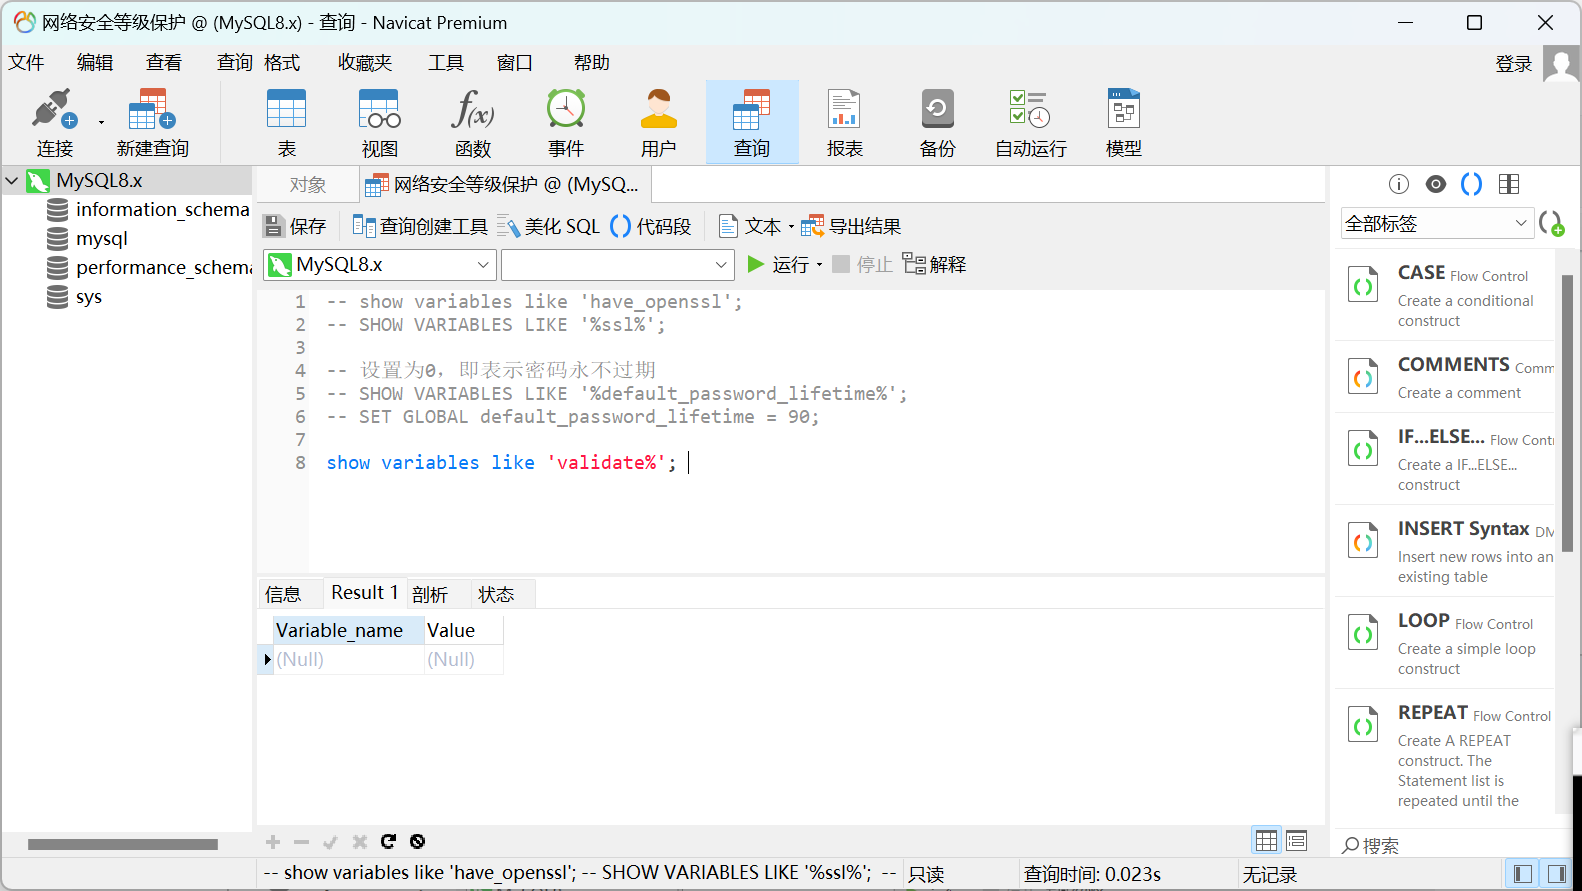 网络安全等级保护 @ (MySQL8.x) - 查询 - Navicat Premium
文件 编辑 查看 查询 格式 收藏夹 工具 窗口 帮助 登录
连接 新建查询 表 视图 函数 事件 用户 查询 报表 备份 自动运行 模型
f(x)
MySQL8.x
information_schema
mysql
performance_schema
sys
对象 网络安全等级保护 @ (MySQ...
保存 查询创建工具 美化 SQL 代码段 文本 导出结果
MySQL8.x 运行 停止 解释
1 -- show variables like 'have_openssl';
2 -- SHOW VARIABLES LIKE '%ssl%';
3
4 -- 设置为0，即表示密码永不过期
5 -- SHOW VARIABLES LIKE '%default_password_lifetime%';
6 -- SET GLOBAL default_password_lifetime = 90;
7
8 show variables like 'validate%';
信息 Result 1 剖析 状态
Variable_name Value
(Null) (Null)
全部标签
CASE Flow Control
Create a conditional
construct
COMMENTS Comm
Create a comment
IF...ELSE... Flow Cont
Create a IF...ELSE...
construct
INSERT Syntax DM
Insert new rows into an
existing table
LOOP Flow Control
Create a simple loop
construct
REPEAT Flow Control
Create A REPEAT
construct. The
Statement list is
repeated until the
搜索
-- show variables like 'have_openssl'; -- SHOW VARIABLES LIKE '%ssl%'; -- 只读 查询时间: 0.023s 无记录